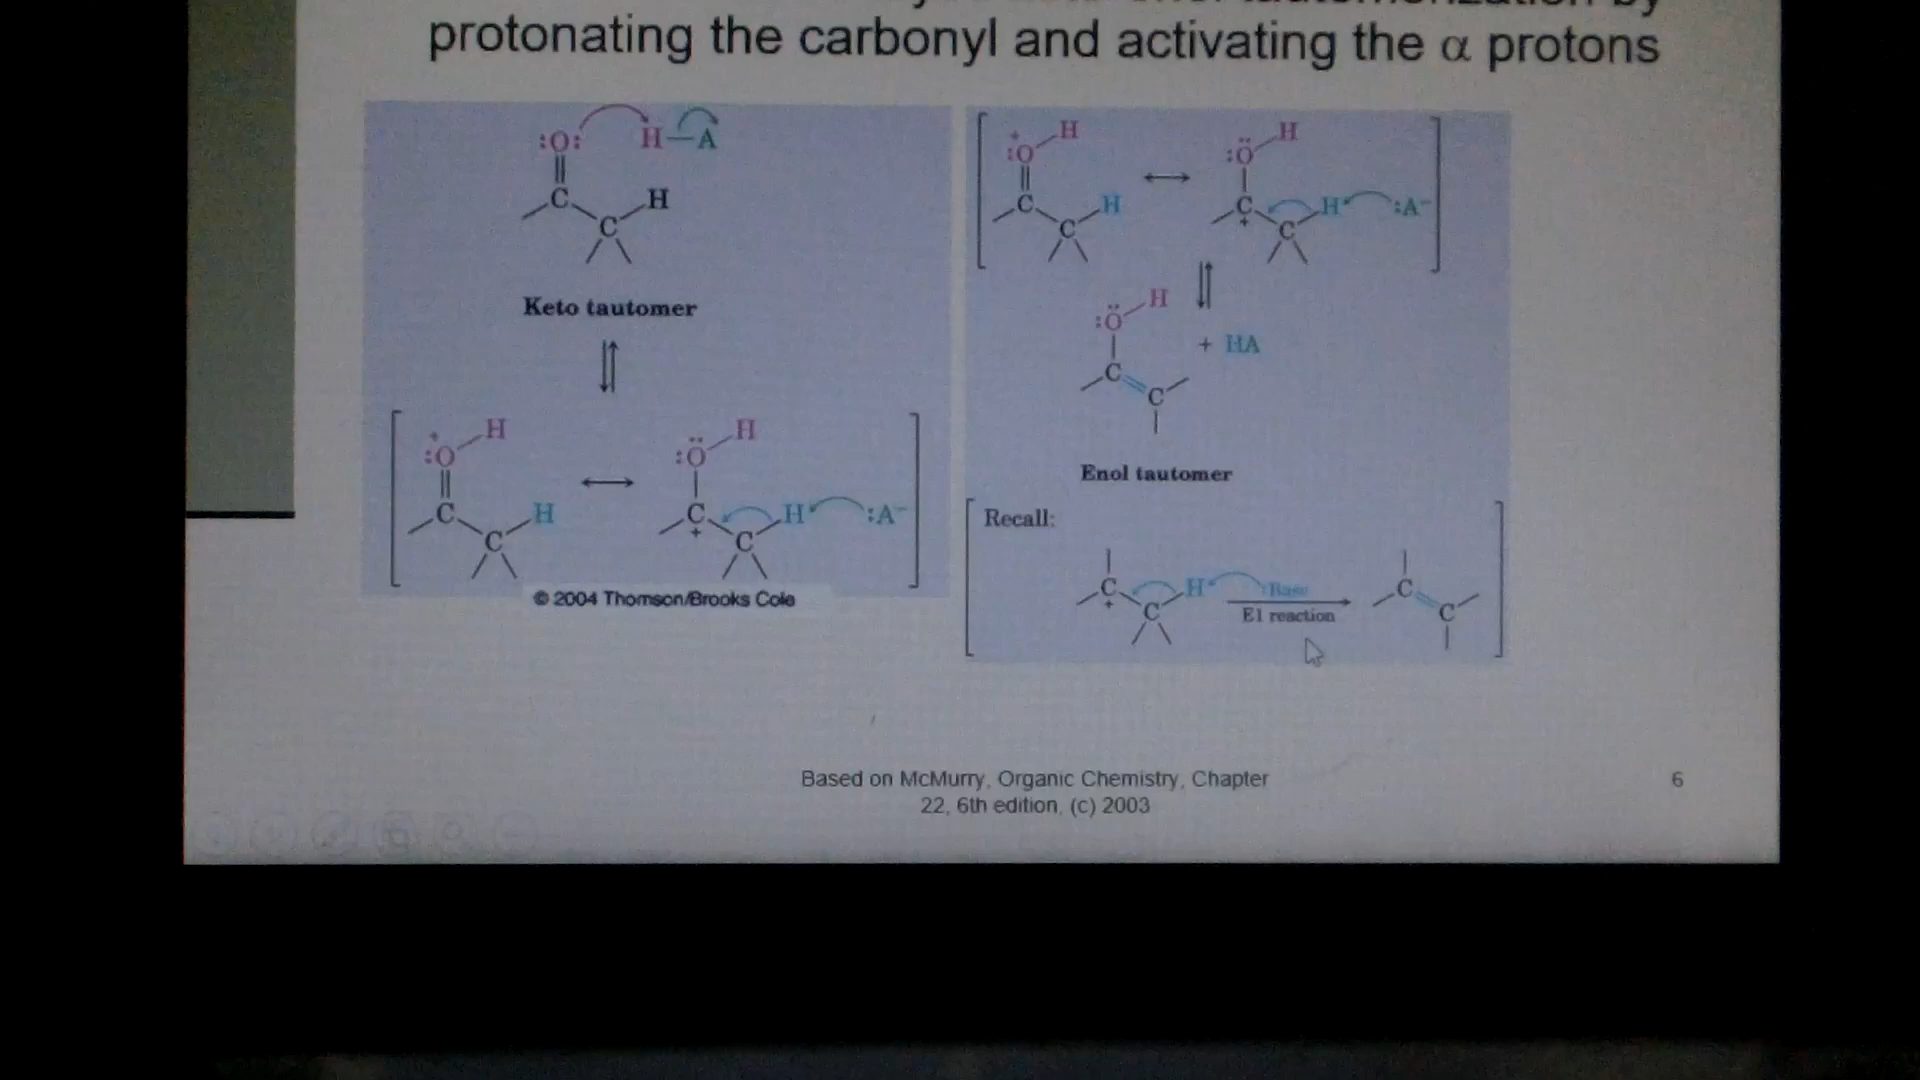 protonating the carbonyl and activating the α protons
:O: H—A
C H
C
Keto tautomer
+ H
:O
C H
C
H
:Ö
C H :A⁻
+ C
© 2004 Thomson/Brooks Cole
+ H
:O
C H
C
H
:Ö
C H :A⁻
+ C
H
:Ö
+ HA
C
C
Enol tautomer
Recall:
C H :Base C
+ C E1 reaction C
Based on McMurry, Organic Chemistry, Chapter
22, 6th edition, (c) 2003
6